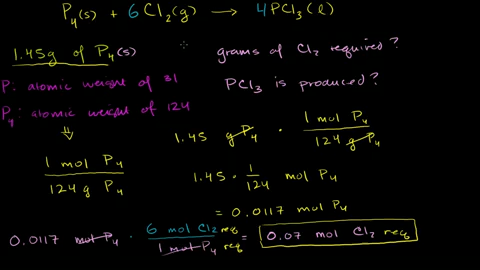 P₄(s) + 6Cl₂(g) → 4PCl₃(l)
1.45g of P₄(s) grams of Cl₂ required?
P: atomic weight of 31 PCl₃ is produced?
P₄: atomic weight of 124
1.45 g P₄ · 1 mol P₄ / 124 g P₄
1 mol P₄ / 124 g P₄
1.45 · 1/124 mol P₄
= 0.0117 mol P₄
0.0117 mol P₄ · 6 mol Cl₂ req / 1 mol P₄ req = 0.07 mol Cl₂ req